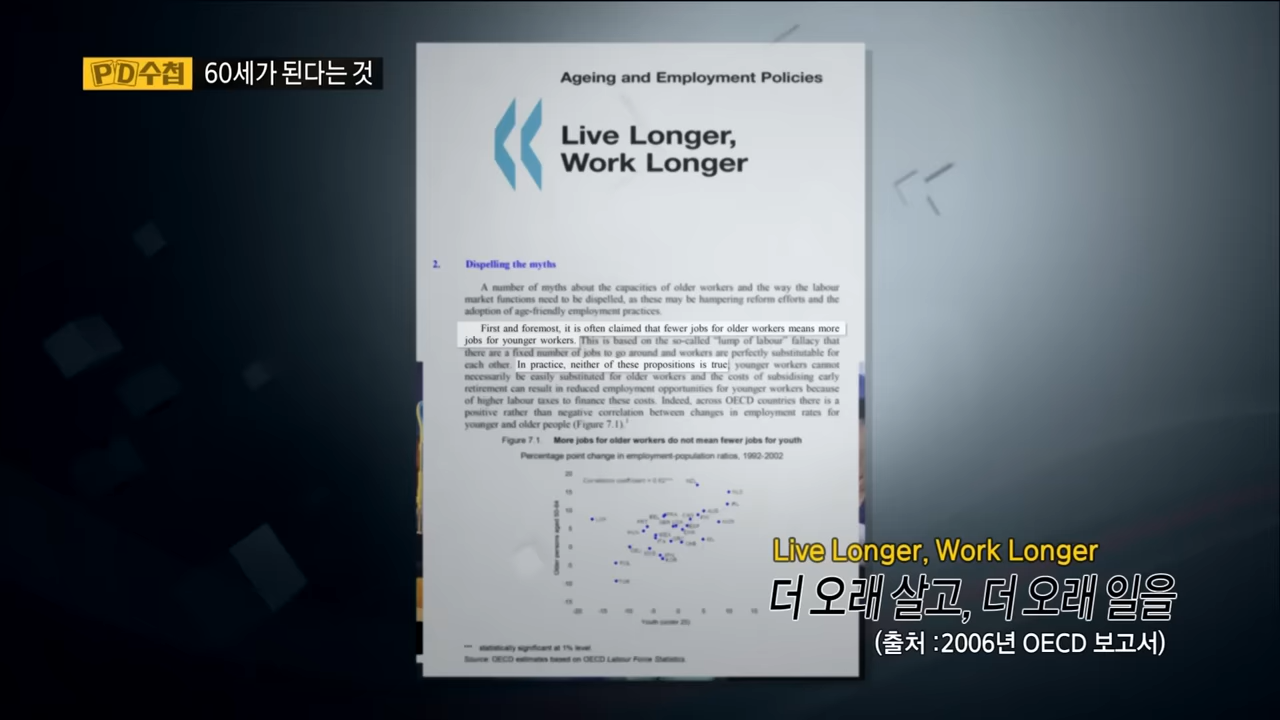 PD수첩 60세가 된다는 것
Ageing and Employment Policies
Live Longer,
Work Longer
2. Dispelling the myths
A number of myths about the capacities of older workers and the way the labour
market functions need to be dispelled, as these may be hampering reform efforts and the
adoption of age-friendly employment practices.
First and foremost, it is often claimed that fewer jobs for older workers means more
jobs for younger workers. This is based on the so-called "lump of labour" fallacy that
there are a fixed number of jobs to go around and workers are perfectly substitutable for
each other. In practice, neither of these propositions is true; younger workers cannot
necessarily be easily substituted for older workers and the costs of subsidising early
retirement can result in reduced employment opportunities for younger workers because
of higher labour taxes to finance these costs. Indeed, across OECD countries there is a
positive rather than negative correlation between changes in employment rates for
younger and older people (Figure 7.1).
Figure 7.1. More jobs for older workers do not mean fewer jobs for youth
Percentage point change in employment-population ratios, 1992-2002
Older persons aged
Youth (under 25)
*** statistically significant at 1% level
Source: OECD estimates based on OECD Labour Force Statistics
Live Longer, Work Longer
더 오래 살고, 더 오래 일을
(출처 :2006년 OECD 보고서)